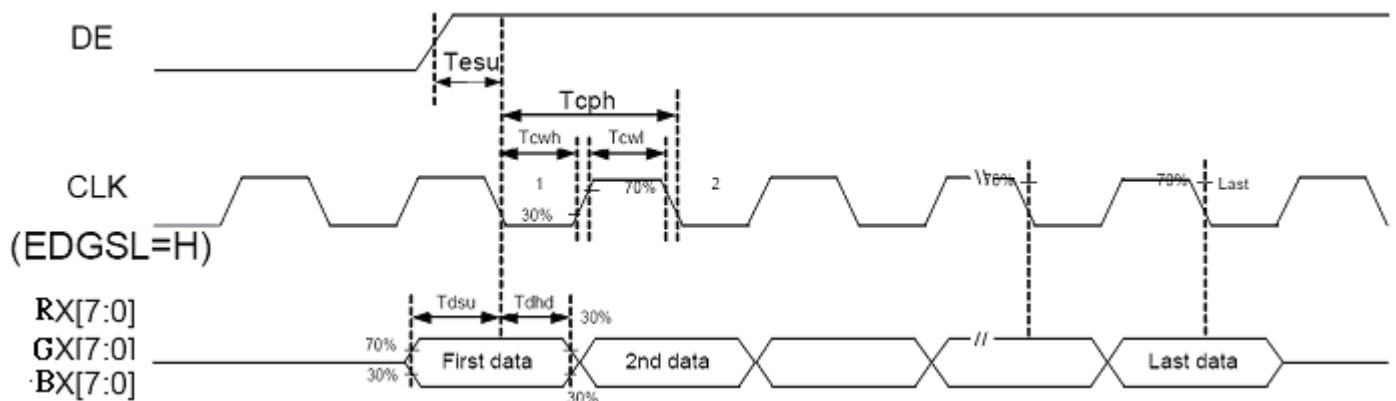 DE
Tesu
Tcph
Tcwh
Tcwl
CLK
1
70%
2
70%
70%
Last
30%
(EDGSL=H)
RX[7:0]
Tdsu
Tdhd
30%
GX[7:0]
70%
First data
2nd data
//
Last data
BX[7:0]
30%
30%